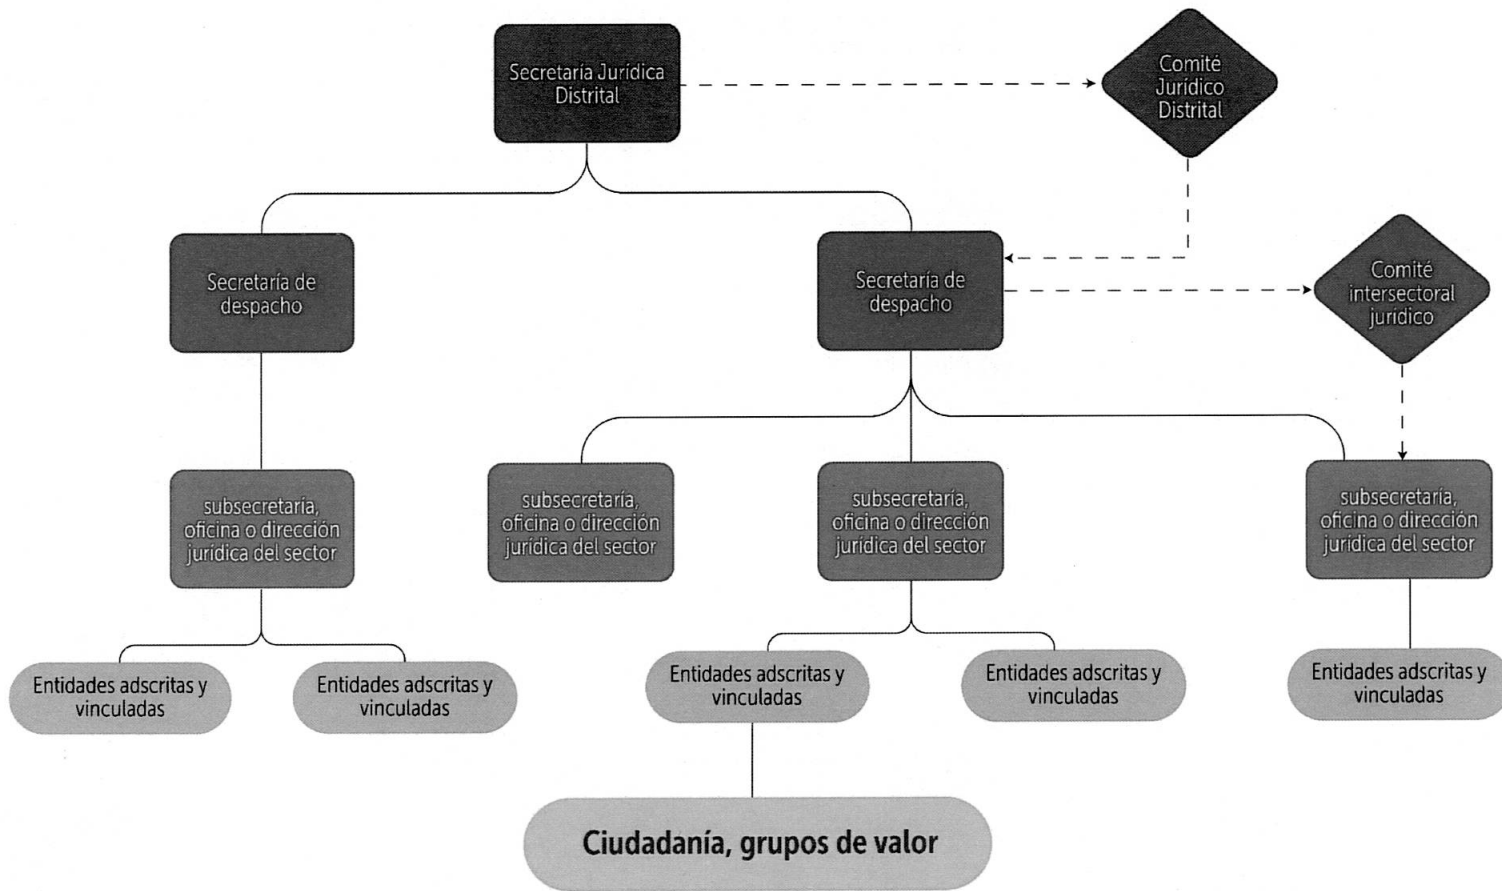 Secretaría Jurídica
Distrital
Comité
Jurídico
Distrital
Secretaría de
despacho
Secretaría de
despacho
Comité
intersectoral
jurídico
subsecretaría,
oficina o dirección
jurídica del sector
subsecretaría,
oficina o dirección
jurídica del sector
subsecretaría,
oficina o dirección
jurídica del sector
subsecretaría,
oficina o dirección
jurídica del sector
Entidades adscritas y
vinculadas
Entidades adscritas y
vinculadas
Entidades adscritas y
vinculadas
Entidades adscritas y
vinculadas
Entidades adscritas y
vinculadas
Ciudadanía, grupos de valor